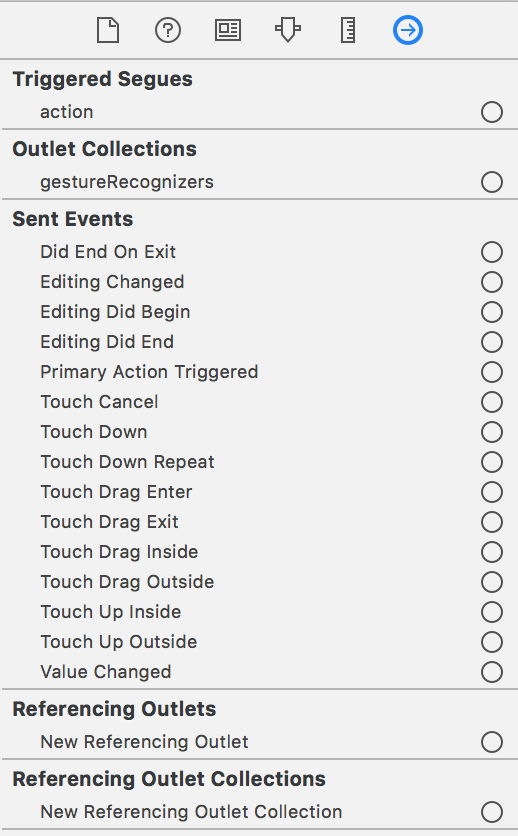 Triggered Segues
action
Outlet Collections
gestureRecognizers
Sent Events
Did End On Exit
Editing Changed
Editing Did Begin
Editing Did End
Primary Action Triggered
Touch Cancel
Touch Down
Touch Down Repeat
Touch Drag Enter
Touch Drag Exit
Touch Drag Inside
Touch Drag Outside
Touch Up Inside
Touch Up Outside
Value Changed
Referencing Outlets
New Referencing Outlet
Referencing Outlet Collections
New Referencing Outlet Collection